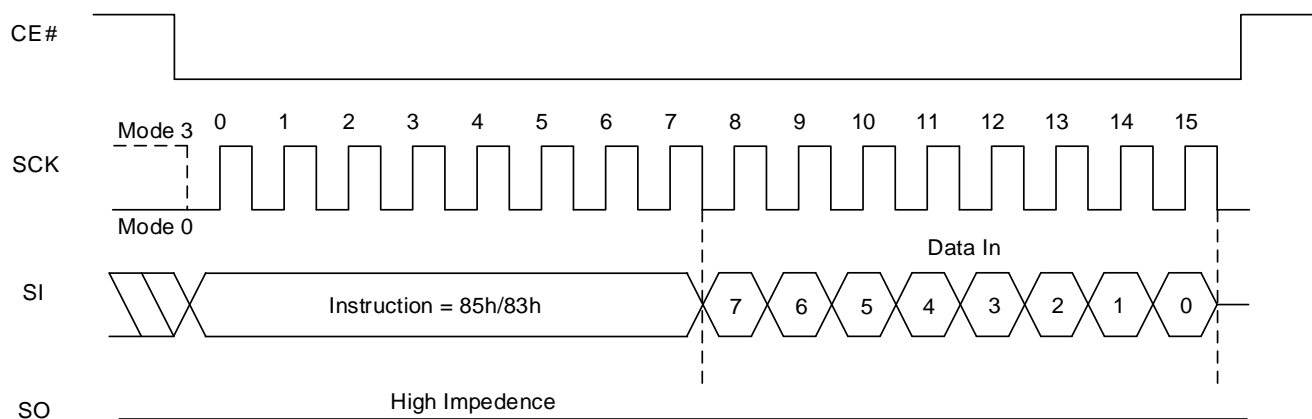 CE#
Mode 3
0 1 2 3 4 5 6 7 8 9 10 11 12 13 14 15
SCK
Mode 0
Data In
SI
Instruction = 85h/83h
7 6 5 4 3 2 1 0
High Impedence
SO